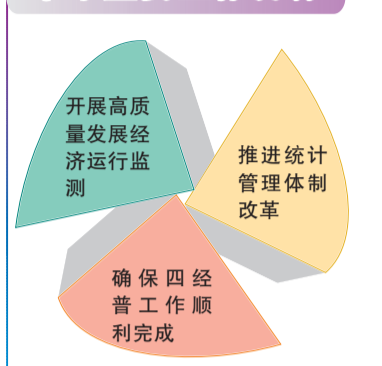 开展高质
量发展经
济运行监
测
推进统计
管理体制
改革
确保四经
普工作顺
利完成